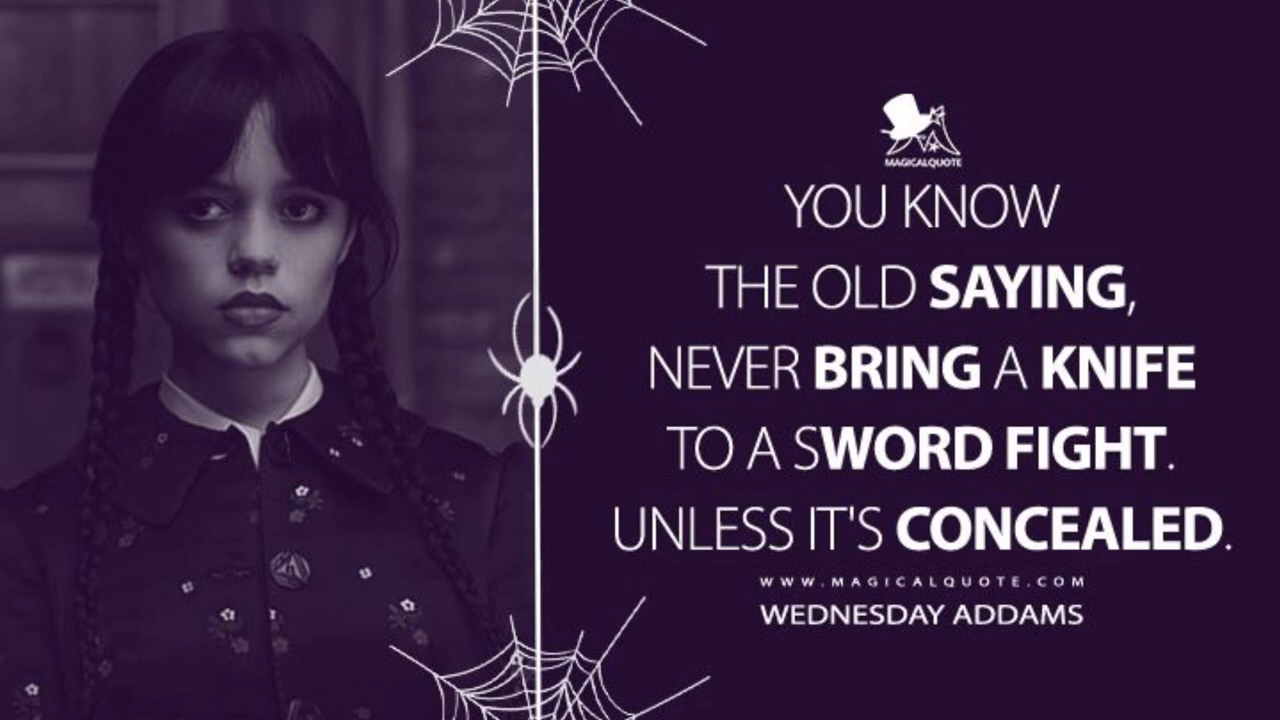 MAGICALQUOTE
YOU KNOW
THE OLD SAYING,
NEVER BRING A KNIFE
TO A SWORD FIGHT.
UNLESS IT'S CONCEALED.
WWW.MAGICALQUOTE.COM
WEDNESDAY ADDAMS